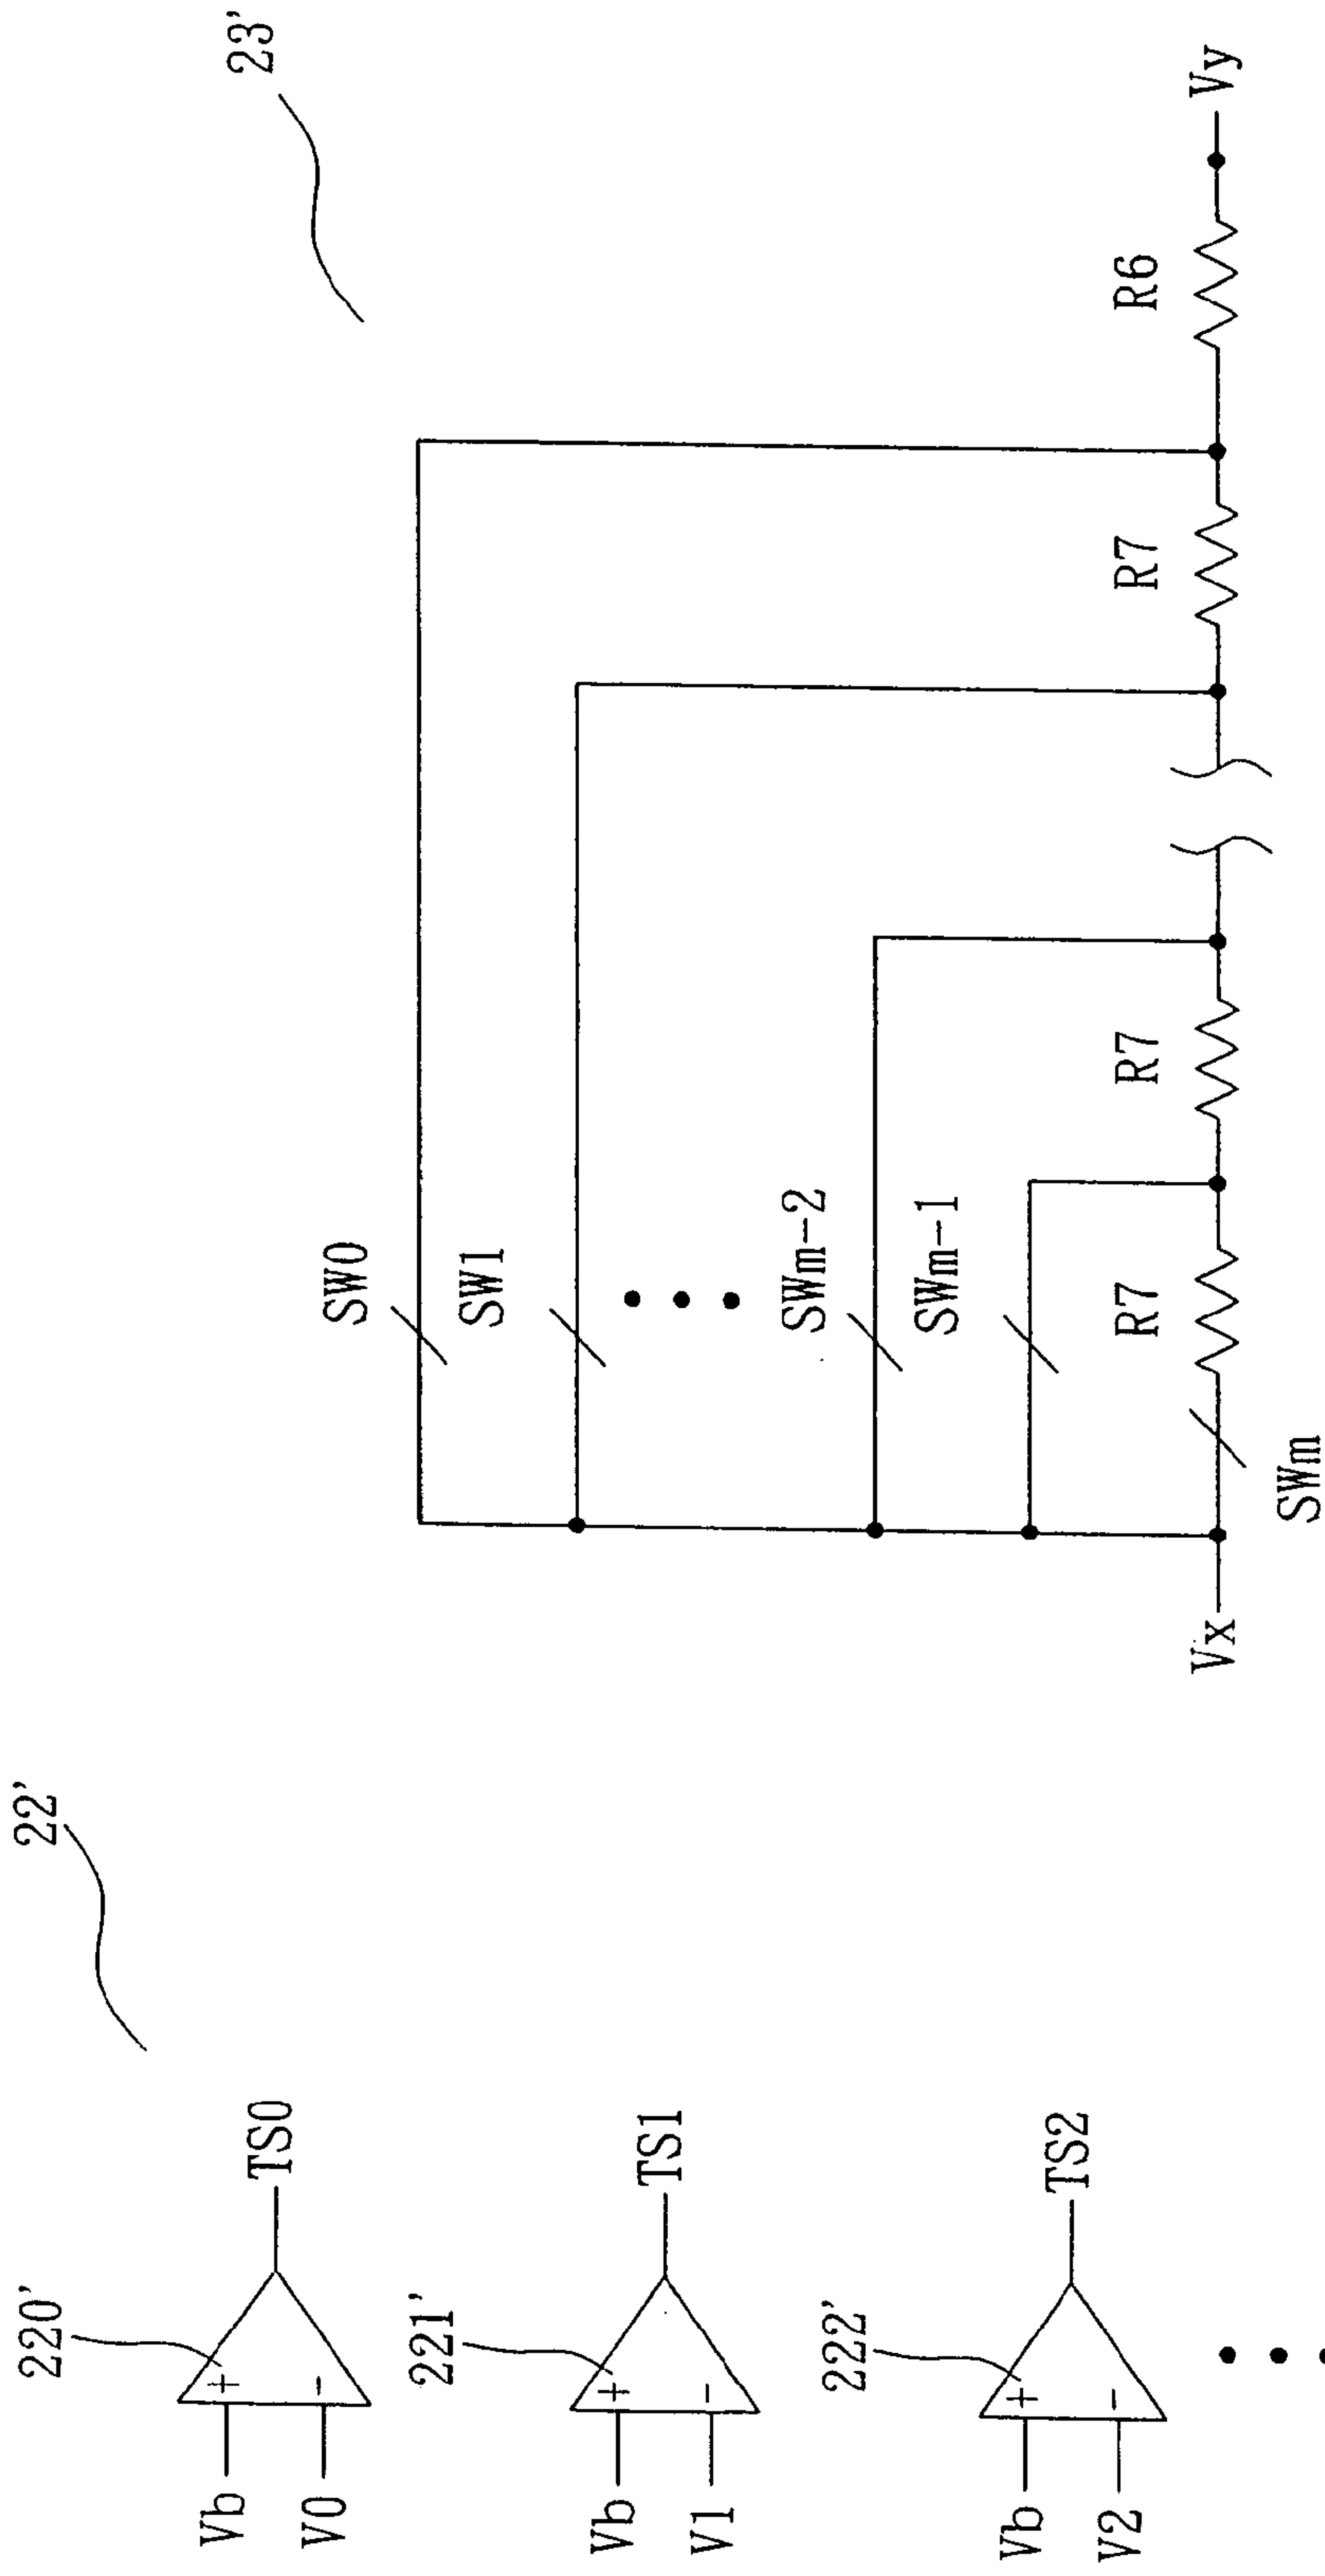 22'
220'
Vb
+
V0
-
TS0
221'
Vb
+
V1
-
TS1
222'
Vb
+
V2
-
TS2
23'
SW0
SW1
SWm-2
SWm-1
R7
R7
R7
R6
Vx
SWm
Vy